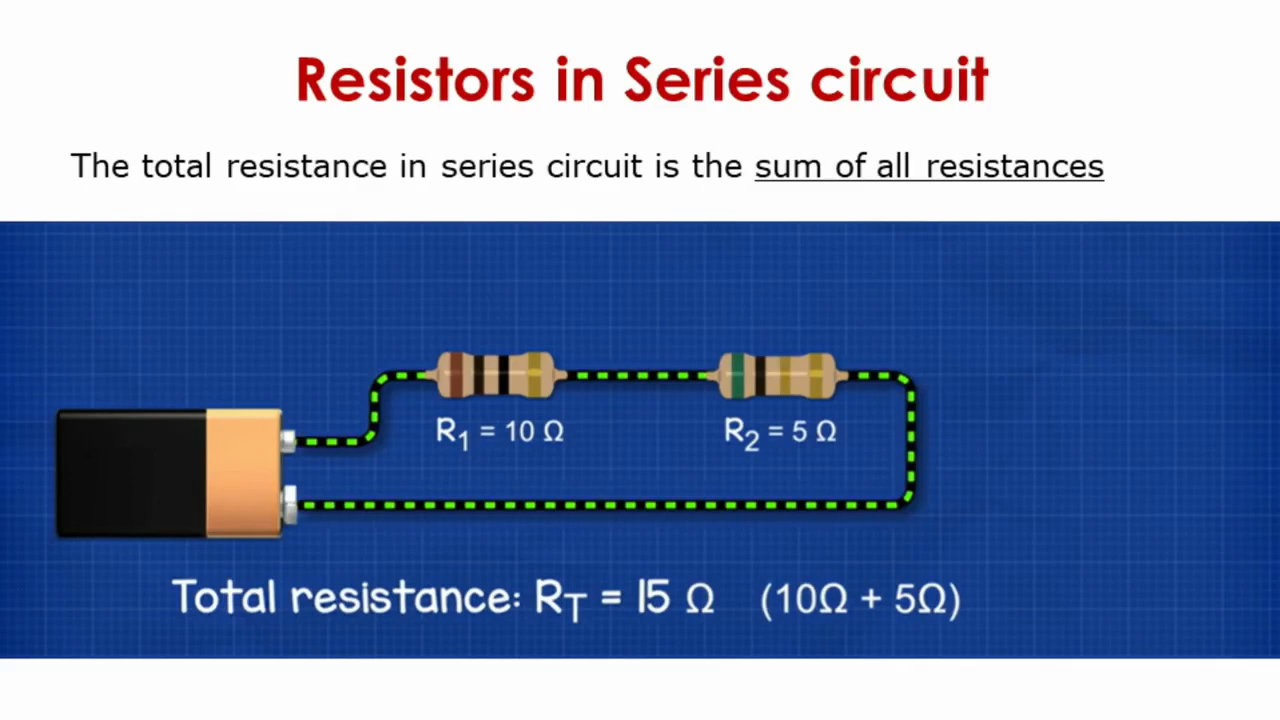 Resistors in Series circuit
The total resistance in series circuit is the sum of all resistances
R₁ = 10 Ω
R₂ = 5 Ω
Total resistance: R_T = 15 Ω (10Ω + 5Ω)